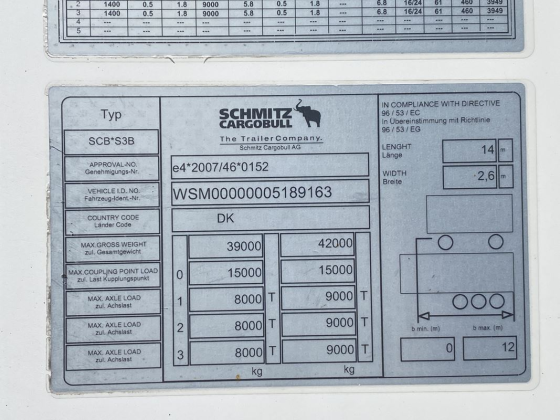 2 1400 0.5 1.8 9000 5.8 0.5 1.8 --- 6.8 16/24 61 460 3949
3 1400 0.5 1.8 9000 5.8 0.5 1.8 --- 6.8 16/24 61 460 3949
4 --- --- --- --- --- --- --- --- --- --- --- --- ---
5 --- --- --- --- --- --- --- --- --- --- --- --- ---
Typ
SCB*S3B
SCHMITZ
CARGOBULL
The Trailer Company.
Schmitz Cargobull AG
IN COMPLIANCE WITH DIRECTIVE
96 / 53 / EC
in Übereinstimmung mit Richtlinie
96 / 53 / EG
LENGHT
Länge
14 m
WIDTH
Breite
2,6 m
APPROVAL-NO.
Genehmigungs-Nr.
e4*2007/46*0152
VEHICLE I.D. NO.
Fahrzeug-Ident.-Nr.
WSM00000005189163
COUNTRY CODE
Länder Code
DK
MAX.GROSS WEIGHT
zul. Gesamtgewicht
39000 42000
MAX.COUPLING POINT LOAD
zul. Last Kupplungspunkt
0 15000 15000
MAX. AXLE LOAD
zul. Achslast
1 8000 T 9000 T
MAX. AXLE LOAD
zul. Achslast
2 8000 9000
MAX. AXLE LOAD
zul. Achslast
3 8000 T 9000 T
kg kg
b min. (m) b max. (m)
0 12